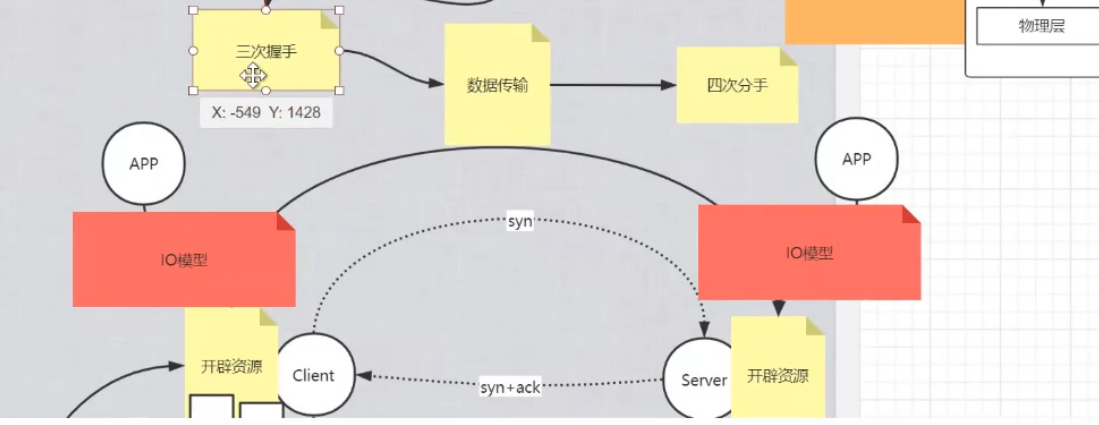 物理层
三次握手
数据传输
四次分手
X: -549 Y: 1428
APP
APP
syn
IO模型
IO模型
开辟资源
Client
syn+ack
Server
开辟资源